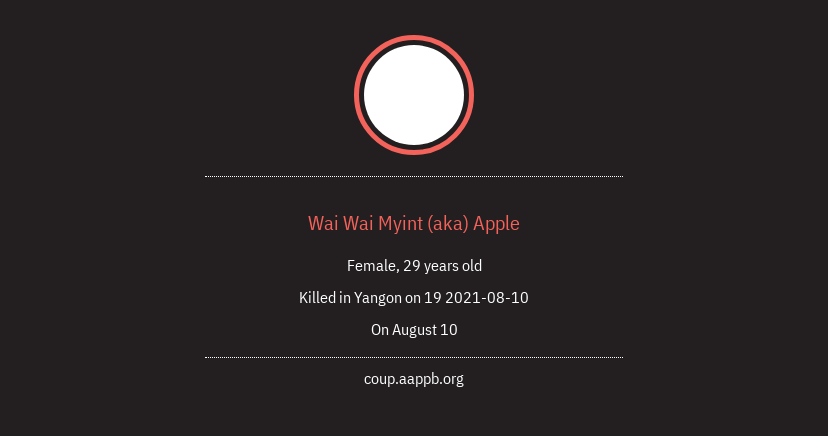 Wai Wai Myint (aka) Apple
Female, 29 years old
Killed in Yangon on 19 2021-08-10
On August 10
coup.aappb.org